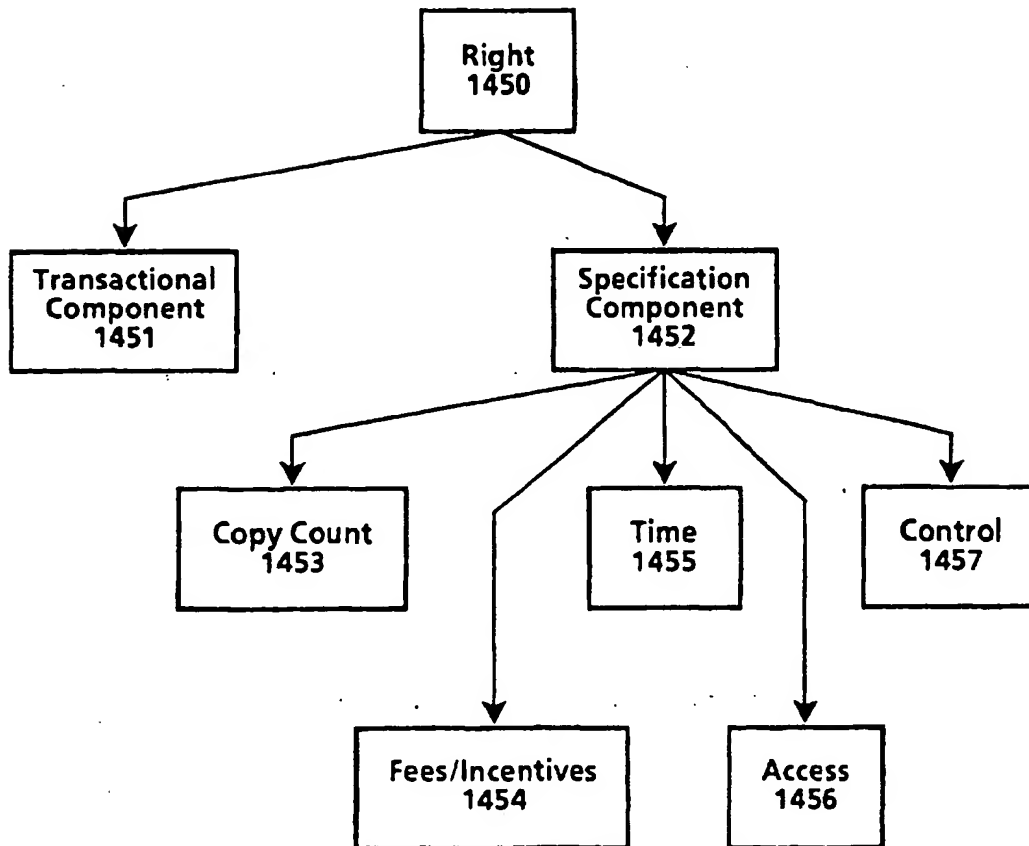 Right
1450
Transactional
Component
1451
Specification
Component
1452
Copy Count
1453
Time
1455
Control
1457
Fees/Incentives
1454
Access
1456